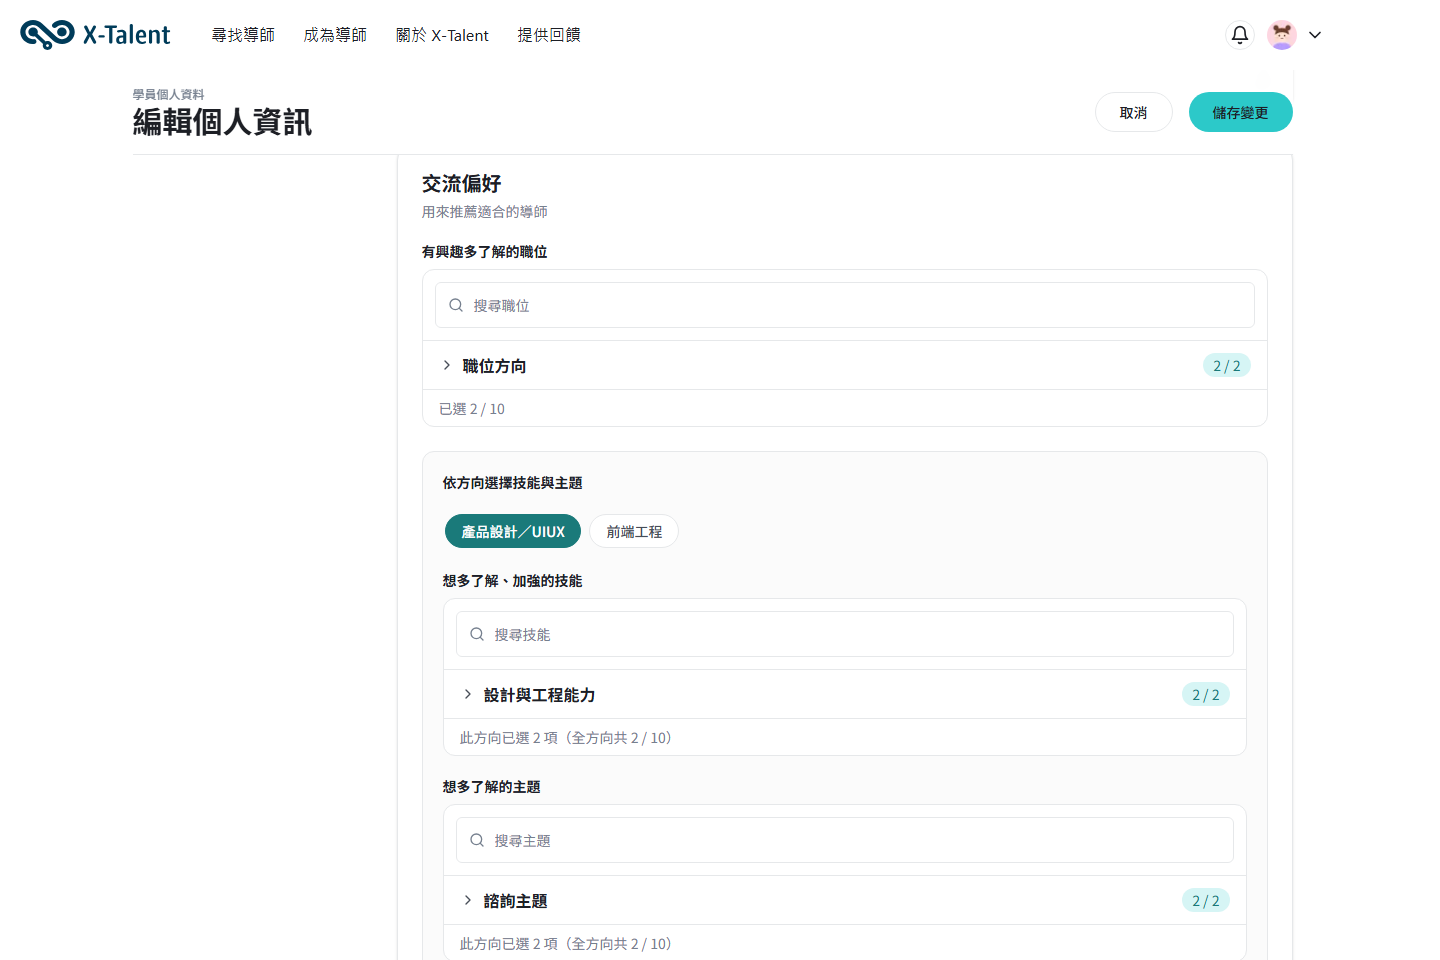 X-Talent
尋找導師 成為導師 關於 X-Talent 提供回饋
學員個人資料
編輯個人資訊
取消 儲存變更
交流偏好
用來推薦適合的導師
有興趣多了解的職位
搜尋職位
職位方向 2 / 2
已選 2 / 10
依方向選擇技能與主題
產品設計／UIUX 前端工程
想多了解、加強的技能
搜尋技能
設計與工程能力 2 / 2
此方向已選 2 項（全方向共 2 / 10）
想多了解的主題
搜尋主題
諮詢主題 2 / 2
此方向已選 2 項（全方向共 2 / 10）